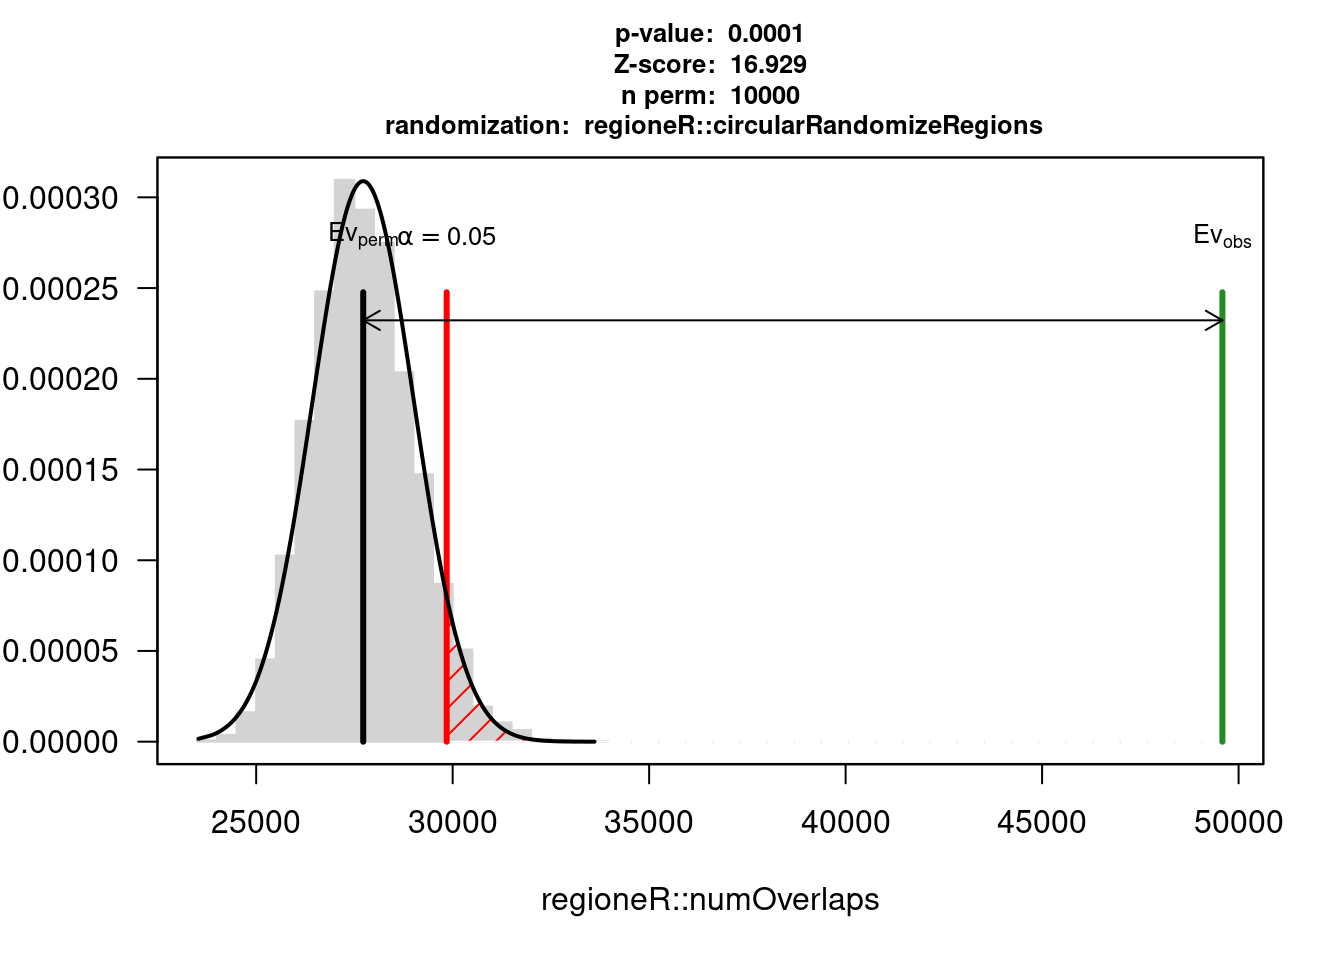 p-value: 0.0001
Z-score: 16.929
n perm: 10000
randomization: regioneR::circularRandomizeRegions
0.00030
Ev_perm α = 0.05 Ev_obs
0.00025
0.00020
0.00015
0.00010
0.00005
0.00000
25000 30000 35000 40000 45000 50000
regioneR::numOverlaps